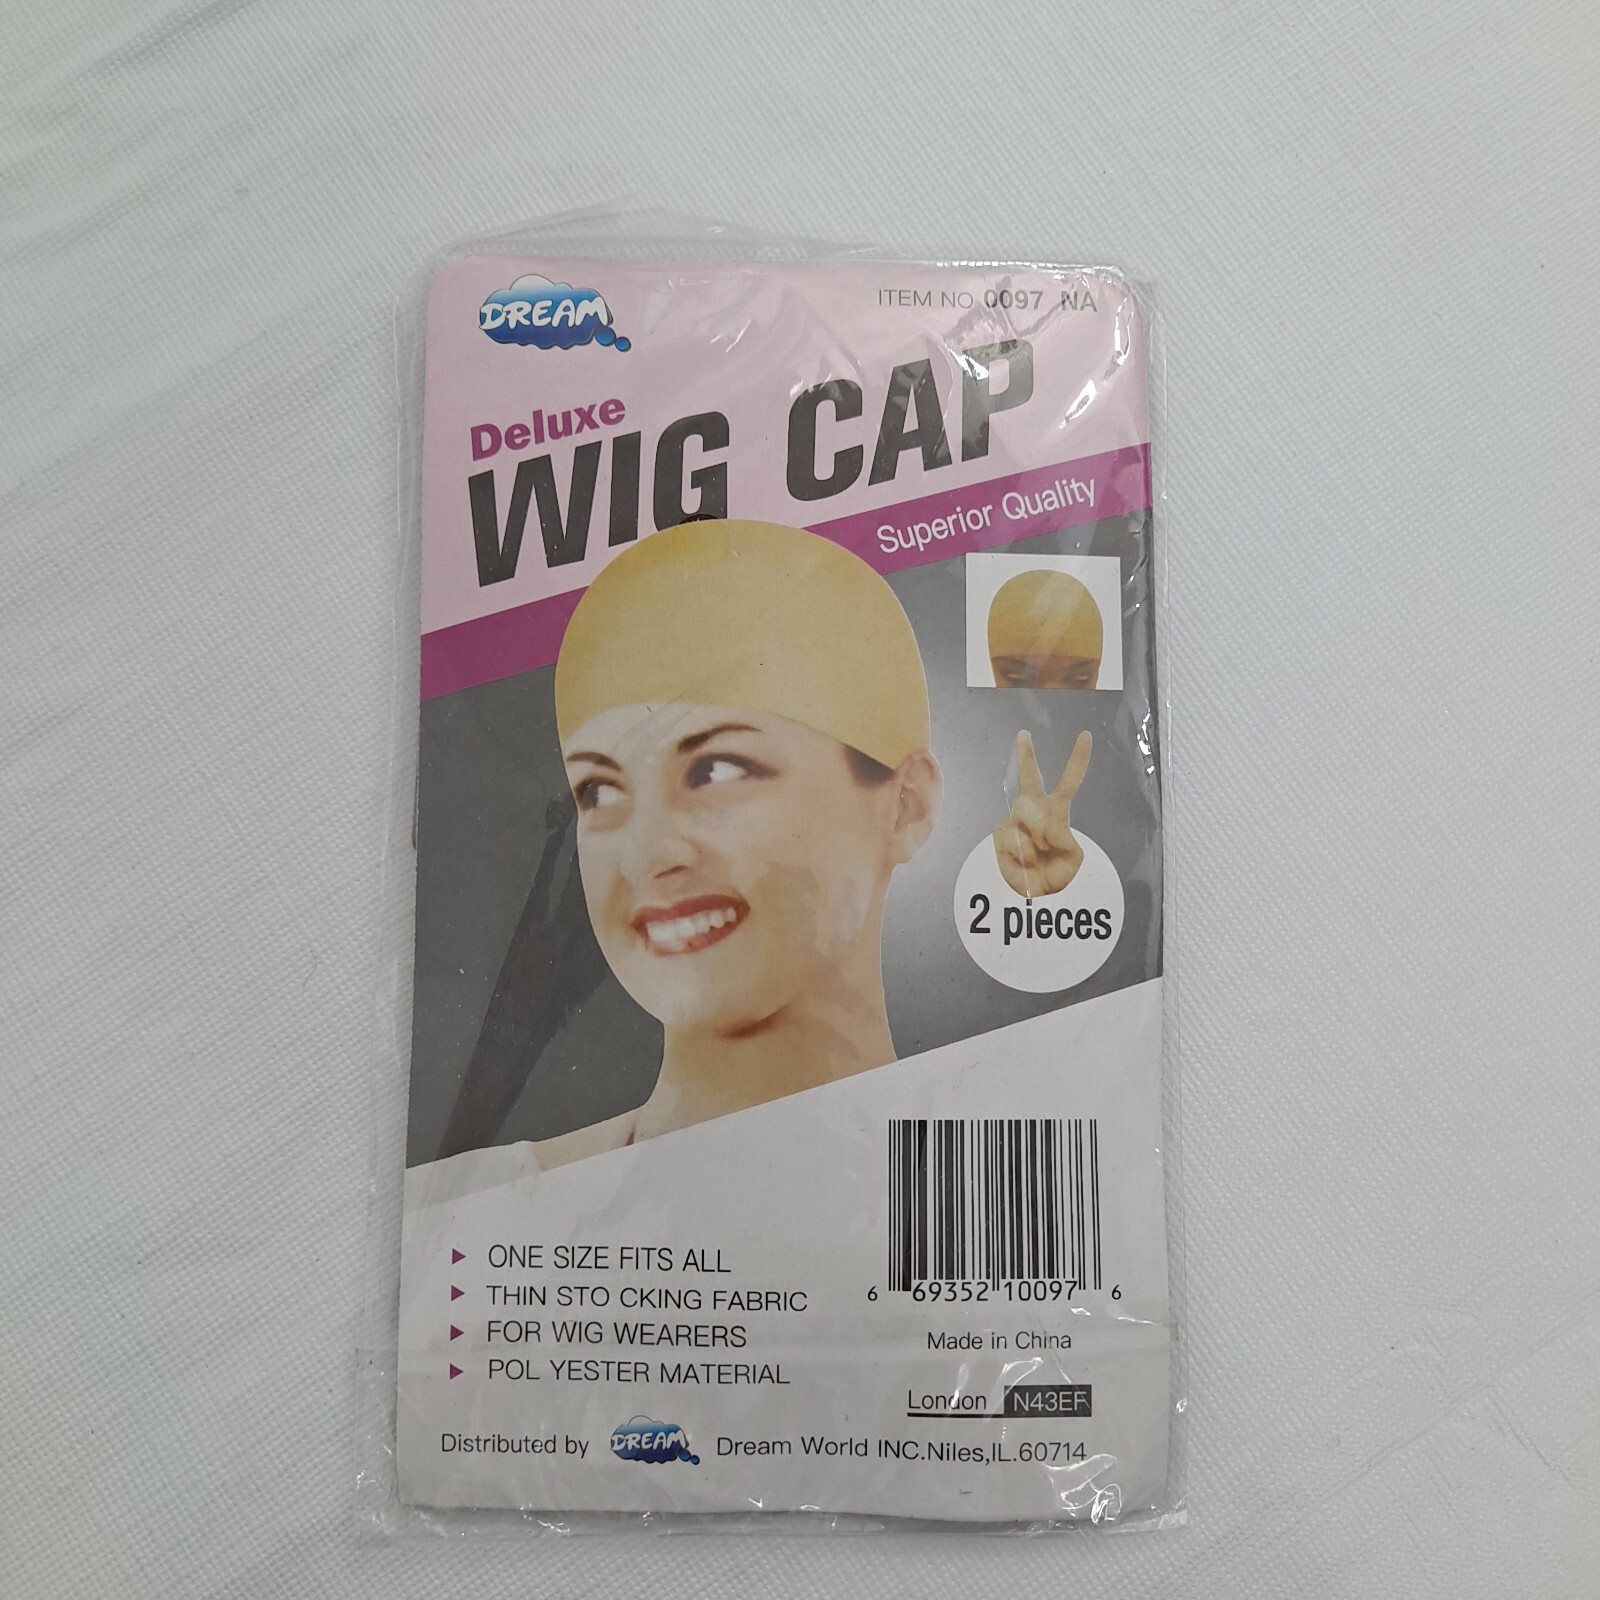 DREAM
ITEM NO 0097 NA
Deluxe
WIG CAP
Superior Quality
2 pieces
ONE SIZE FITS ALL
THIN STO CKING FABRIC
FOR WIG WEARERS
POL YESTER MATERIAL
6 69352 10097 6
Made in China
London N43EF
Distributed by DREAM Dream World INC.Niles,IL.60714